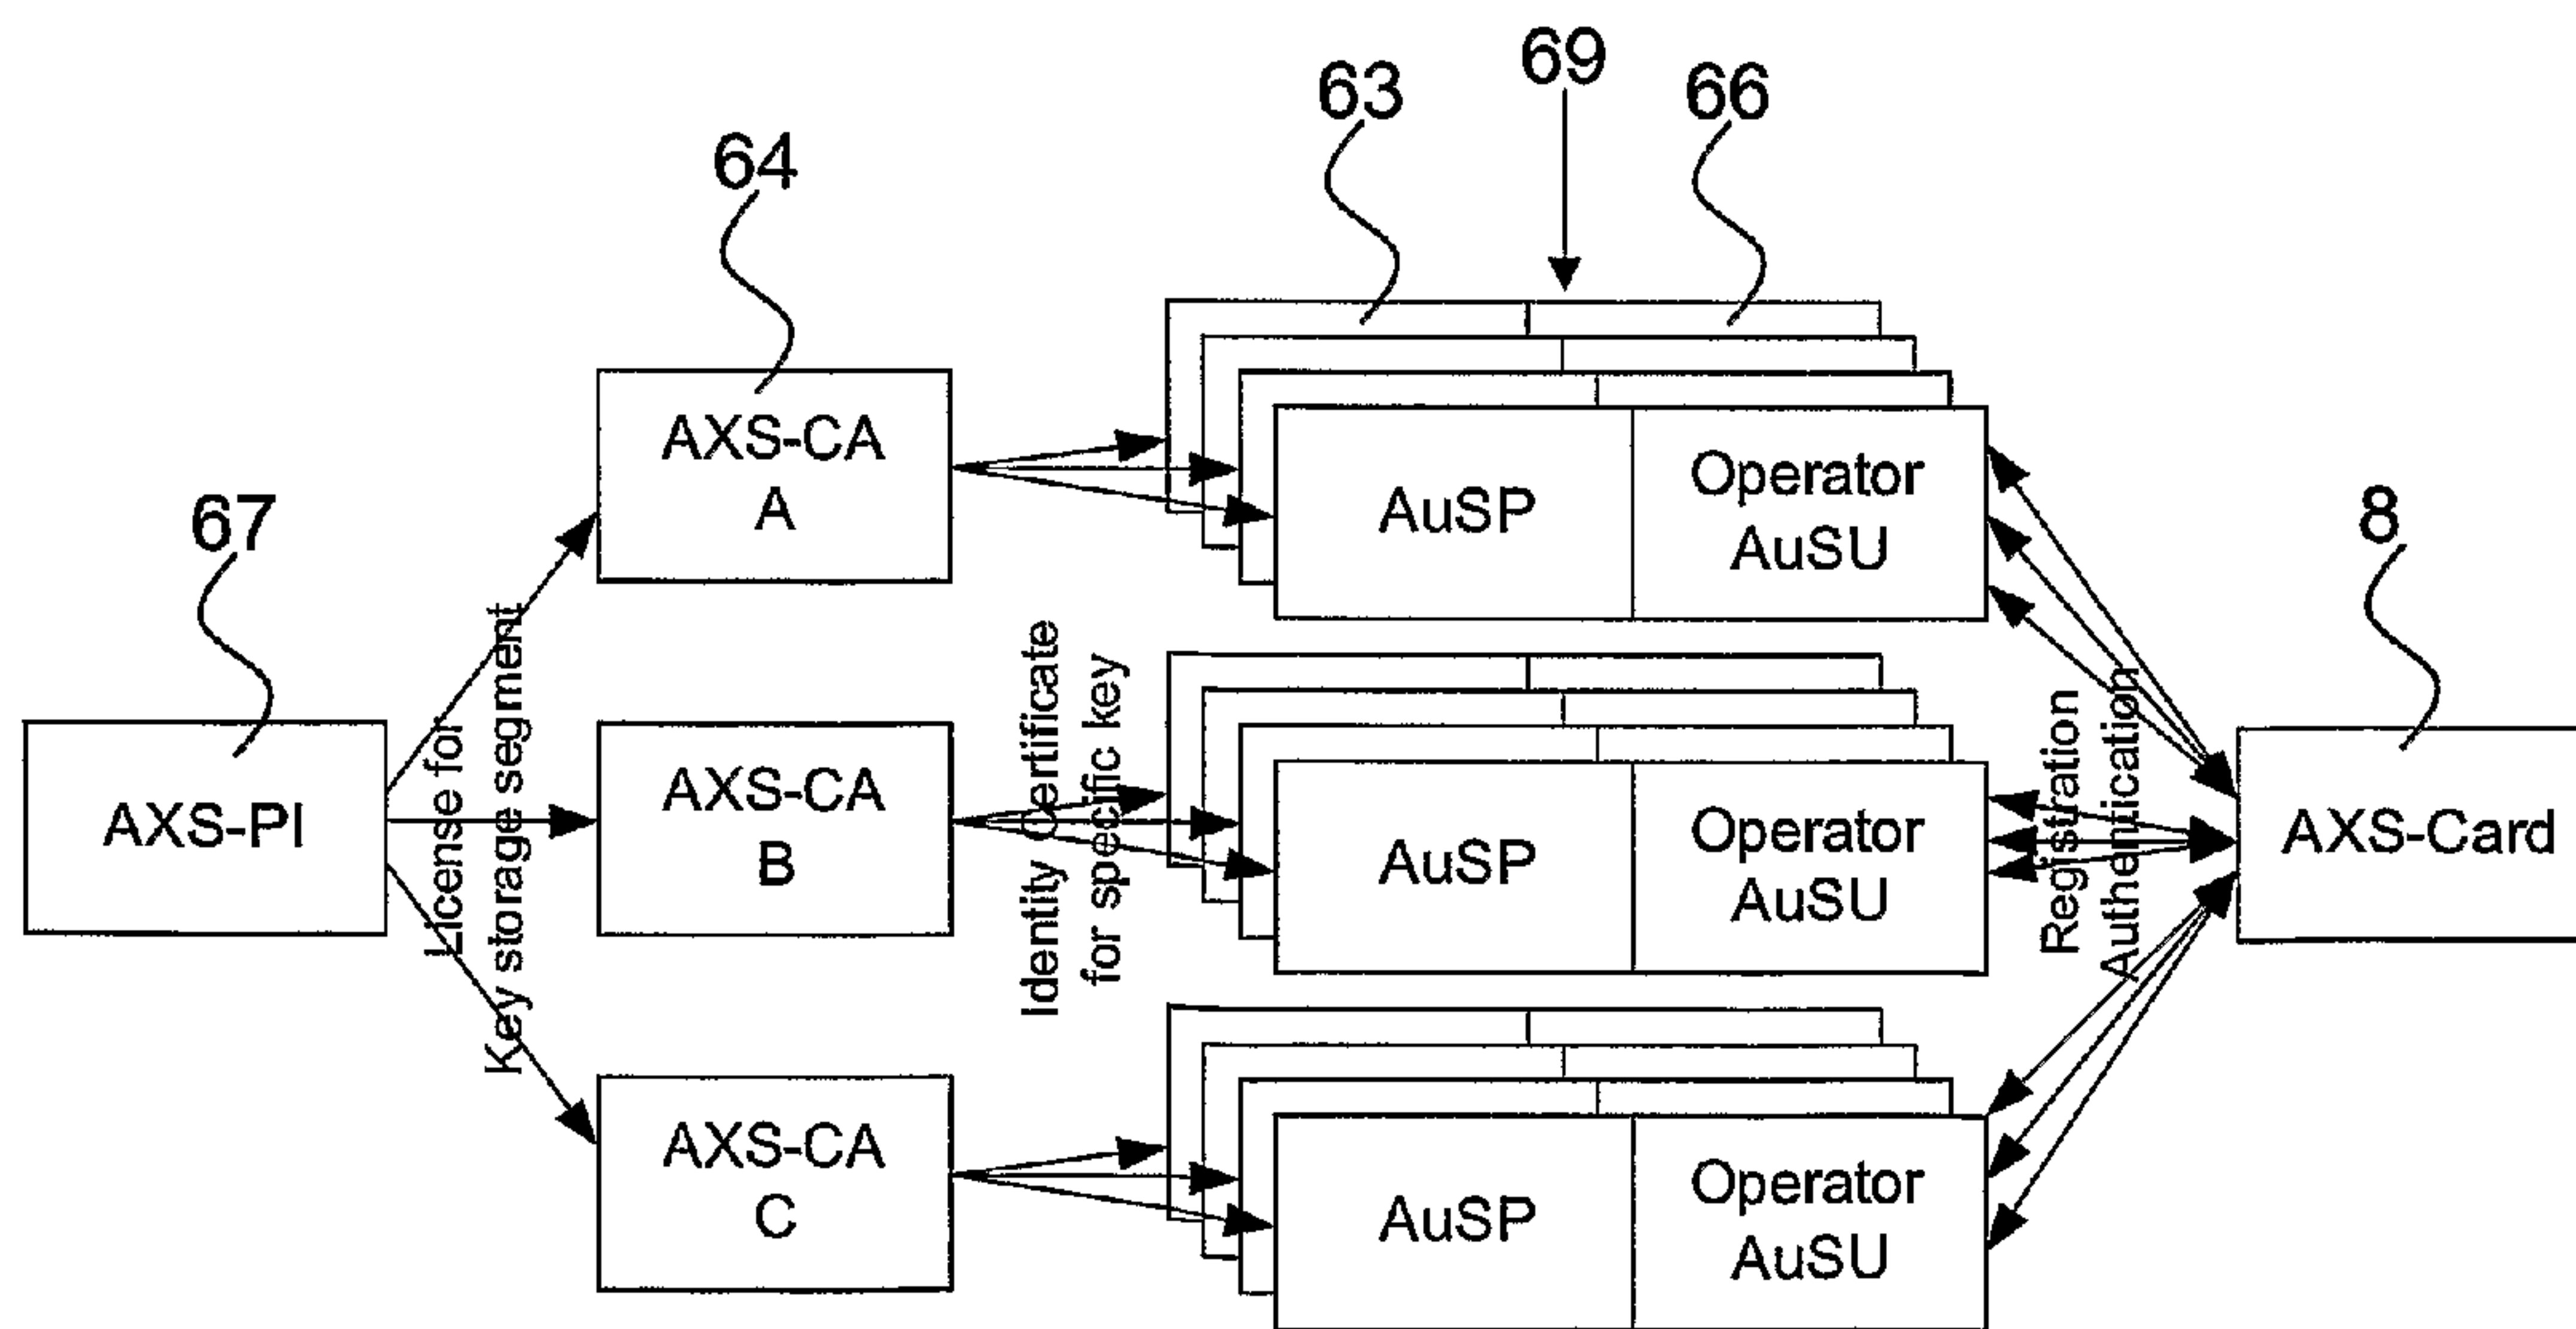 69
63
66
64
67
8
AXS-CA
A
AuSP
Operator
AuSU
AXS-PI
License for
Key storage segment
AXS-CA
B
Identity Certificate
for specific key
AuSP
Operator
AuSU
Registration
Authentication
AXS-Card
AXS-CA
C
AuSP
Operator
AuSU